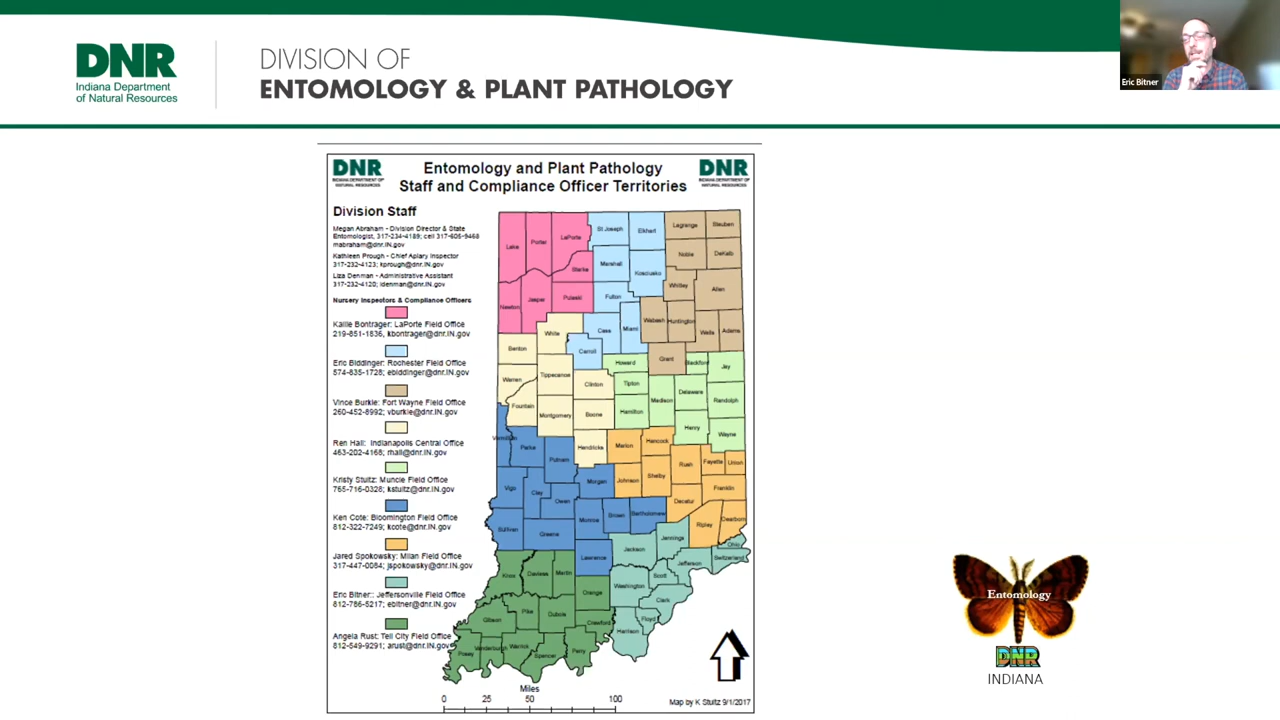 DNR
Indiana Department
of Natural Resources
DIVISION OF
ENTOMOLOGY & PLANT PATHOLOGY
Eric Bitner
DNR
INDIANA DEPARTMENT OF
NATURAL RESOURCES
Entomology and Plant Pathology
Staff and Compliance Officer Territories
DNR
INDIANA DEPARTMENT OF
NATURAL RESOURCES
Division Staff
Megan Abraham - Division Director & State
Entomologist, 317-234-4189; cell 317-605-9468
mabraham@dnr.IN.gov
Kathleen Prough - Chief Apiary Inspector
317-232-4123; kprough@dnr.IN.gov
Liza Denman - Administrative Assistant
317-232-4120; ldenman@dnr.IN.gov
Nursery Inspectors & Compliance Officers
Kallie Bontrager: LaPorte Field Office
219-851-1836, kbontrager@dnr.IN.gov
Eric Biddinger: Rochester Field Office
574-835-1728; ebiddinger@dnr.IN.gov
Vince Burkle: Fort Wayne Field Office
260-452-8992; vburkle@dnr.IN.gov
Ren Hall: Indianapolis Central Office
463-202-4168; rhall@dnr.IN.gov
Kristy Stultz: Muncie Field Office
765-716-0328; kstultz@dnr.IN.gov
Ken Cote: Bloomington Field Office
812-322-7249; kcote@dnr.IN.gov
Jared Spokowsky: Milan Field Office
317-447-0084; jspokowsky@dnr.IN.gov
Eric Bitner:: Jeffersonville Field Office
812-786-5217; ebitner@dnr.IN.gov
Angela Rust: Tell City Field Office
812-549-9291; arust@dnr.IN.gov
Lake
Porter
LaPorte
St Joseph
Elkhart
Lagrange
Steuben
Starke
Marshall
Kosciusko
Noble
DeKalb
Newton
Jasper
Pulaski
Fulton
Whitley
Allen
White
Cass
Miami
Wabash
Huntington
Wells
Adams
Benton
Carroll
Howard
Grant
Blackford
Jay
Warren
Tippecanoe
Clinton
Tipton
Madison
Delaware
Randolph
Fountain
Montgomery
Boone
Hamilton
Henry
Wayne
Vermillion
Parke
Putnam
Hendricks
Marion
Hancock
Rush
Fayette
Union
Vigo
Clay
Owen
Morgan
Johnson
Shelby
Franklin
Sullivan
Greene
Monroe
Brown
Bartholomew
Decatur
Ripley
Dearborn
Ohio
Lawrence
Jackson
Jennings
Jefferson
Switzerland
Knox
Daviess
Martin
Orange
Washington
Scott
Clark
Gibson
Pike
Dubois
Crawford
Harrison
Floyd
Posey
Vanderburgh
Warrick
Spencer
Perry
Miles
0 25 50 100
Map by K Stultz 9/1/2017
Entomology
DNR
INDIANA